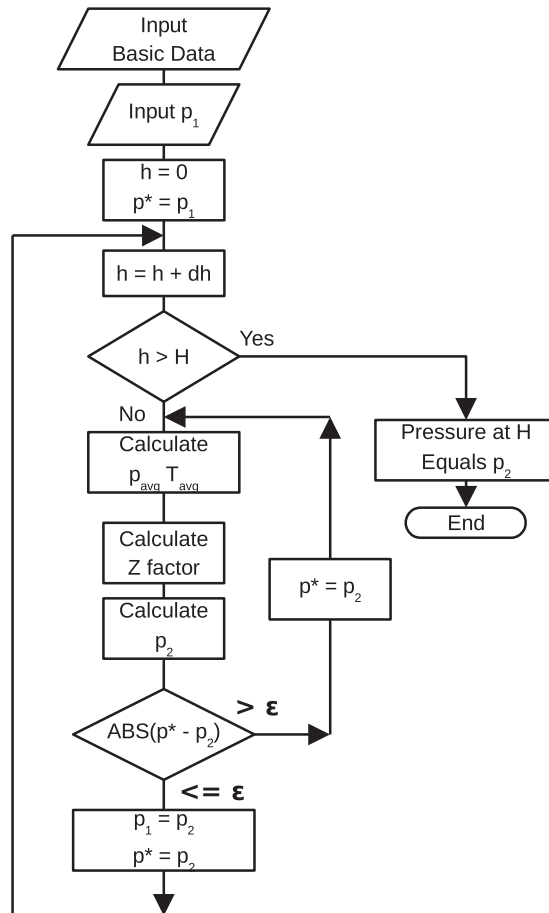 Input
Basic Data
Input p₁
h = 0
p* = p₁
h = h + dh
h > H
Yes
No
Calculate
pₐᵥg Tₐᵥg
Pressure at H
Equals p₂
End
Calculate
Z factor
p* = p₂
Calculate
p₂
> ε
ABS(p* - p₂)
<= ε
p₁ = p₂
p* = p₂